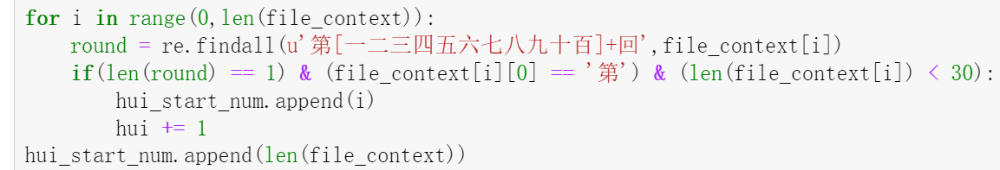 for i in range(0,len(file_context)):
    round = re.findall(u'第[一二三四五六七八九十百]+回',file_context[i])
    if(len(round) == 1) & (file_context[i][0] == '第') & (len(file_context[i]) < 30):
        hui_start_num.append(i)
        hui += 1
hui_start_num.append(len(file_context))